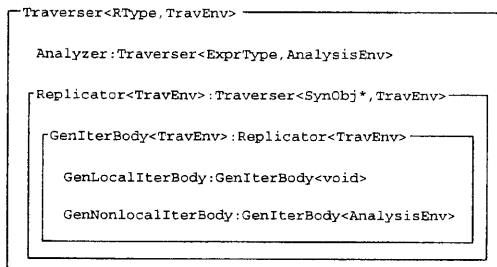 Traverser<RType,TravEnv>
Analyzer:Traverser<ExprType,AnalysisEnv>
Replicator<TravEnv>:Traverser<SynObj*,TravEnv>
GenIterBody<TravEnv>:Replicator<TravEnv>
GenLocalIterBody:GenIterBody<void>
GenNonlocalIterBody:GenIterBody<AnalysisEnv>